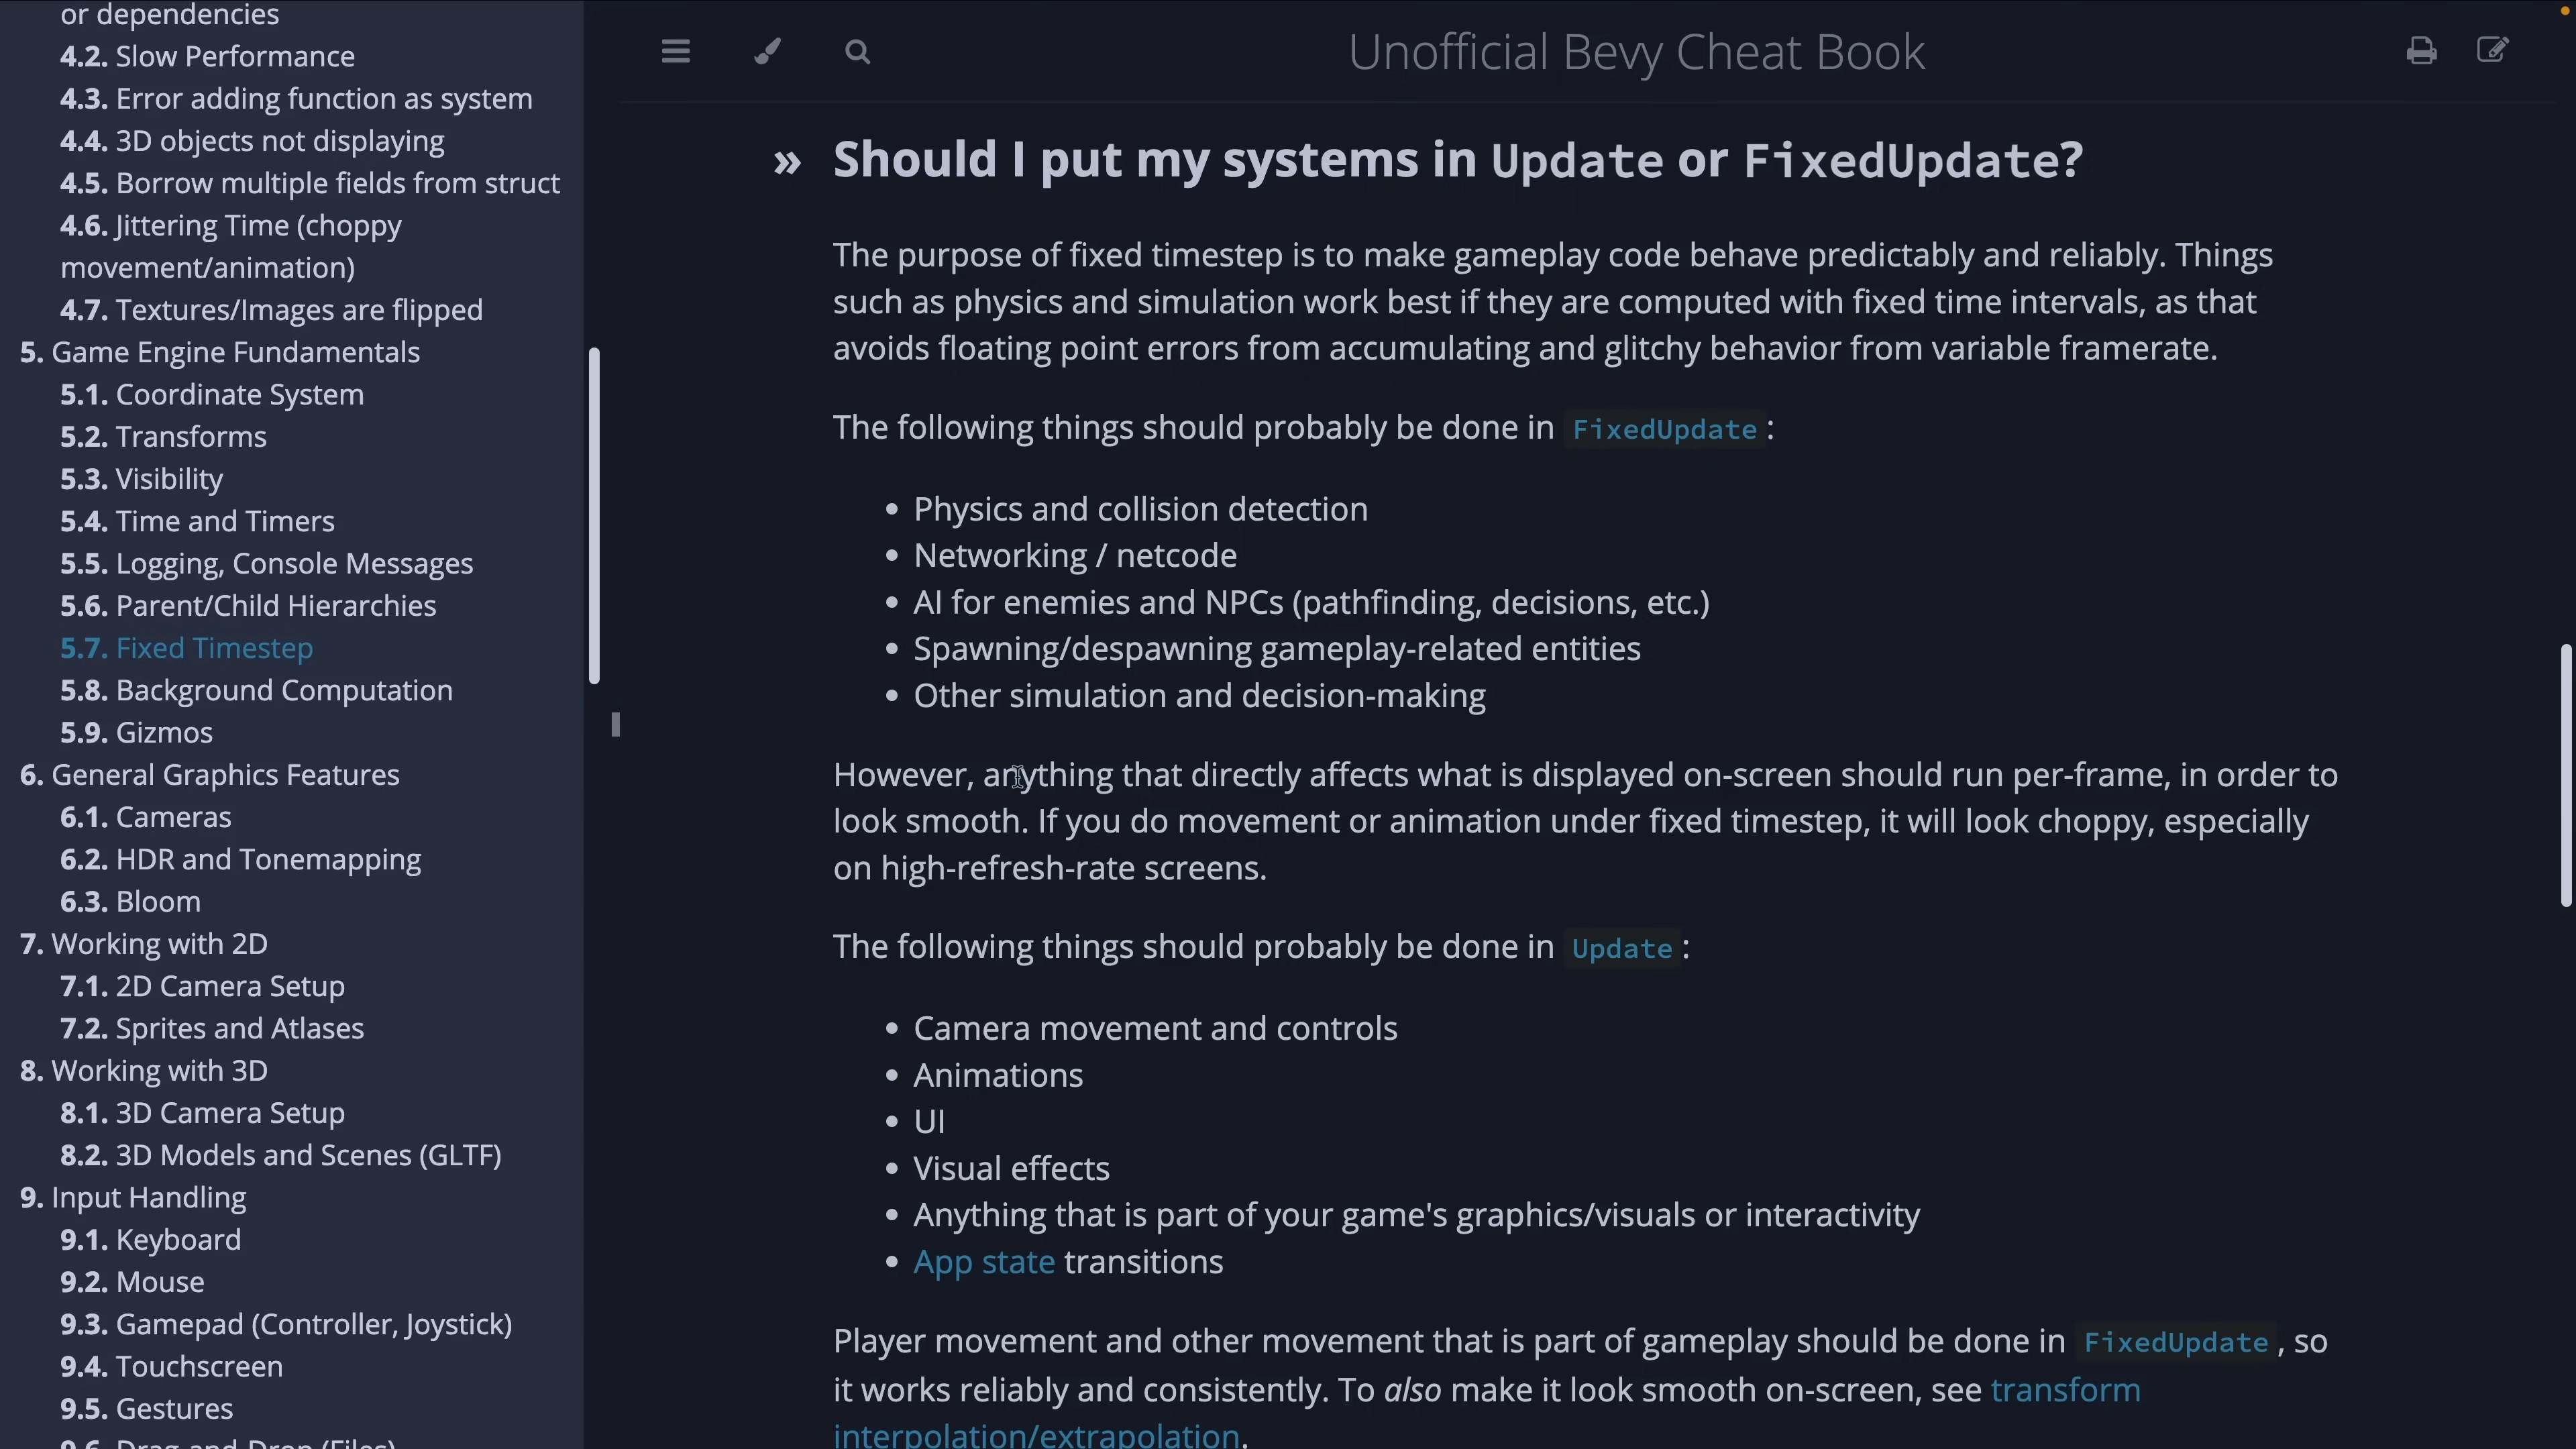 or dependencies
4.2. Slow Performance
4.3. Error adding function as system
4.4. 3D objects not displaying
4.5. Borrow multiple fields from struct
4.6. Jittering Time (choppy
movement/animation)
4.7. Textures/Images are flipped
5. Game Engine Fundamentals
5.1. Coordinate System
5.2. Transforms
5.3. Visibility
5.4. Time and Timers
5.5. Logging, Console Messages
5.6. Parent/Child Hierarchies
5.7. Fixed Timestep
5.8. Background Computation
5.9. Gizmos
6. General Graphics Features
6.1. Cameras
6.2. HDR and Tonemapping
6.3. Bloom
7. Working with 2D
7.1. 2D Camera Setup
7.2. Sprites and Atlases
8. Working with 3D
8.1. 3D Camera Setup
8.2. 3D Models and Scenes (GLTF)
9. Input Handling
9.1. Keyboard
9.2. Mouse
9.3. Gamepad (Controller, Joystick)
9.4. Touchscreen
9.5. Gestures
9.6. Drag-and-Drop (Files)
Unofficial Bevy Cheat Book
» Should I put my systems in Update or FixedUpdate?
The purpose of fixed timestep is to make gameplay code behave predictably and reliably. Things
such as physics and simulation work best if they are computed with fixed time intervals, as that
avoids floating point errors from accumulating and glitchy behavior from variable framerate.
The following things should probably be done in FixedUpdate:
• Physics and collision detection
• Networking / netcode
• AI for enemies and NPCs (pathfinding, decisions, etc.)
• Spawning/despawning gameplay-related entities
• Other simulation and decision-making
However, anything that directly affects what is displayed on-screen should run per-frame, in order to
look smooth. If you do movement or animation under fixed timestep, it will look choppy, especially
on high-refresh-rate screens.
The following things should probably be done in Update:
• Camera movement and controls
• Animations
• UI
• Visual effects
• Anything that is part of your game's graphics/visuals or interactivity
• App state transitions
Player movement and other movement that is part of gameplay should be done in FixedUpdate, so
it works reliably and consistently. To also make it look smooth on-screen, see transform
interpolation/extrapolation.